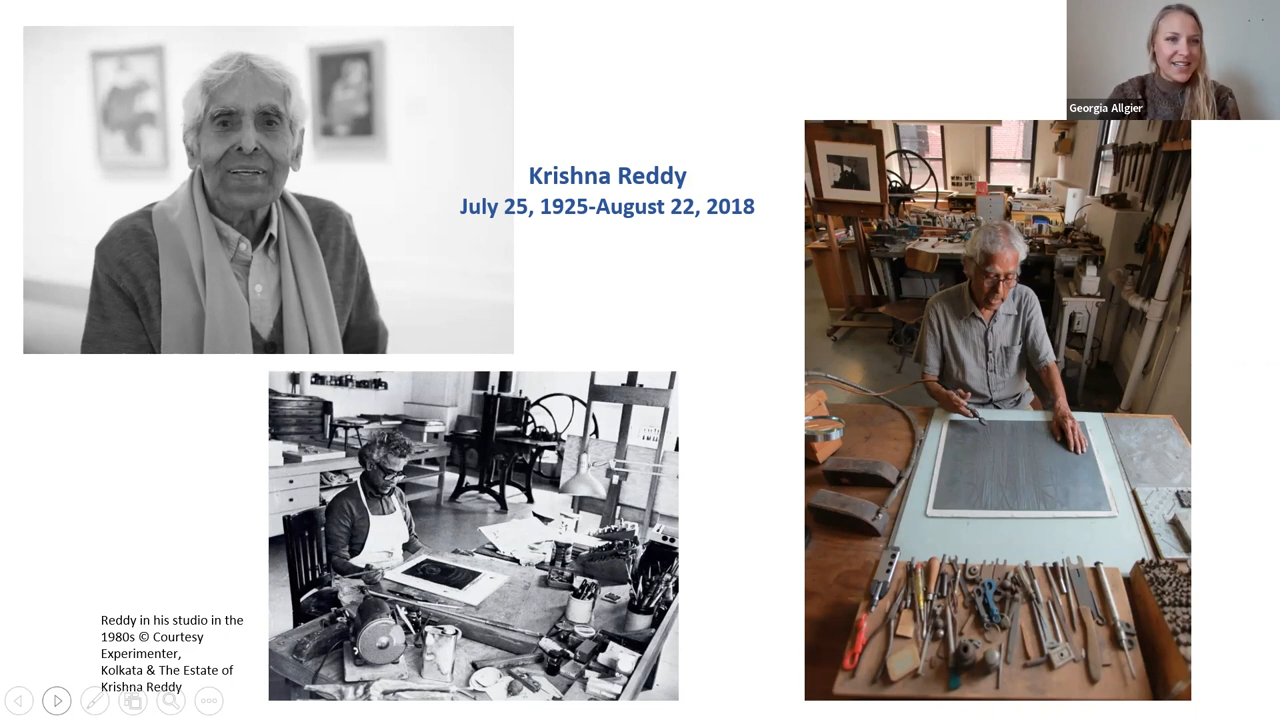 Georgia Allgier
Krishna Reddy
July 25, 1925-August 22, 2018
Reddy in his studio in the
1980s © Courtesy
Experimenter,
Kolkata & The Estate of
Krishna Reddy